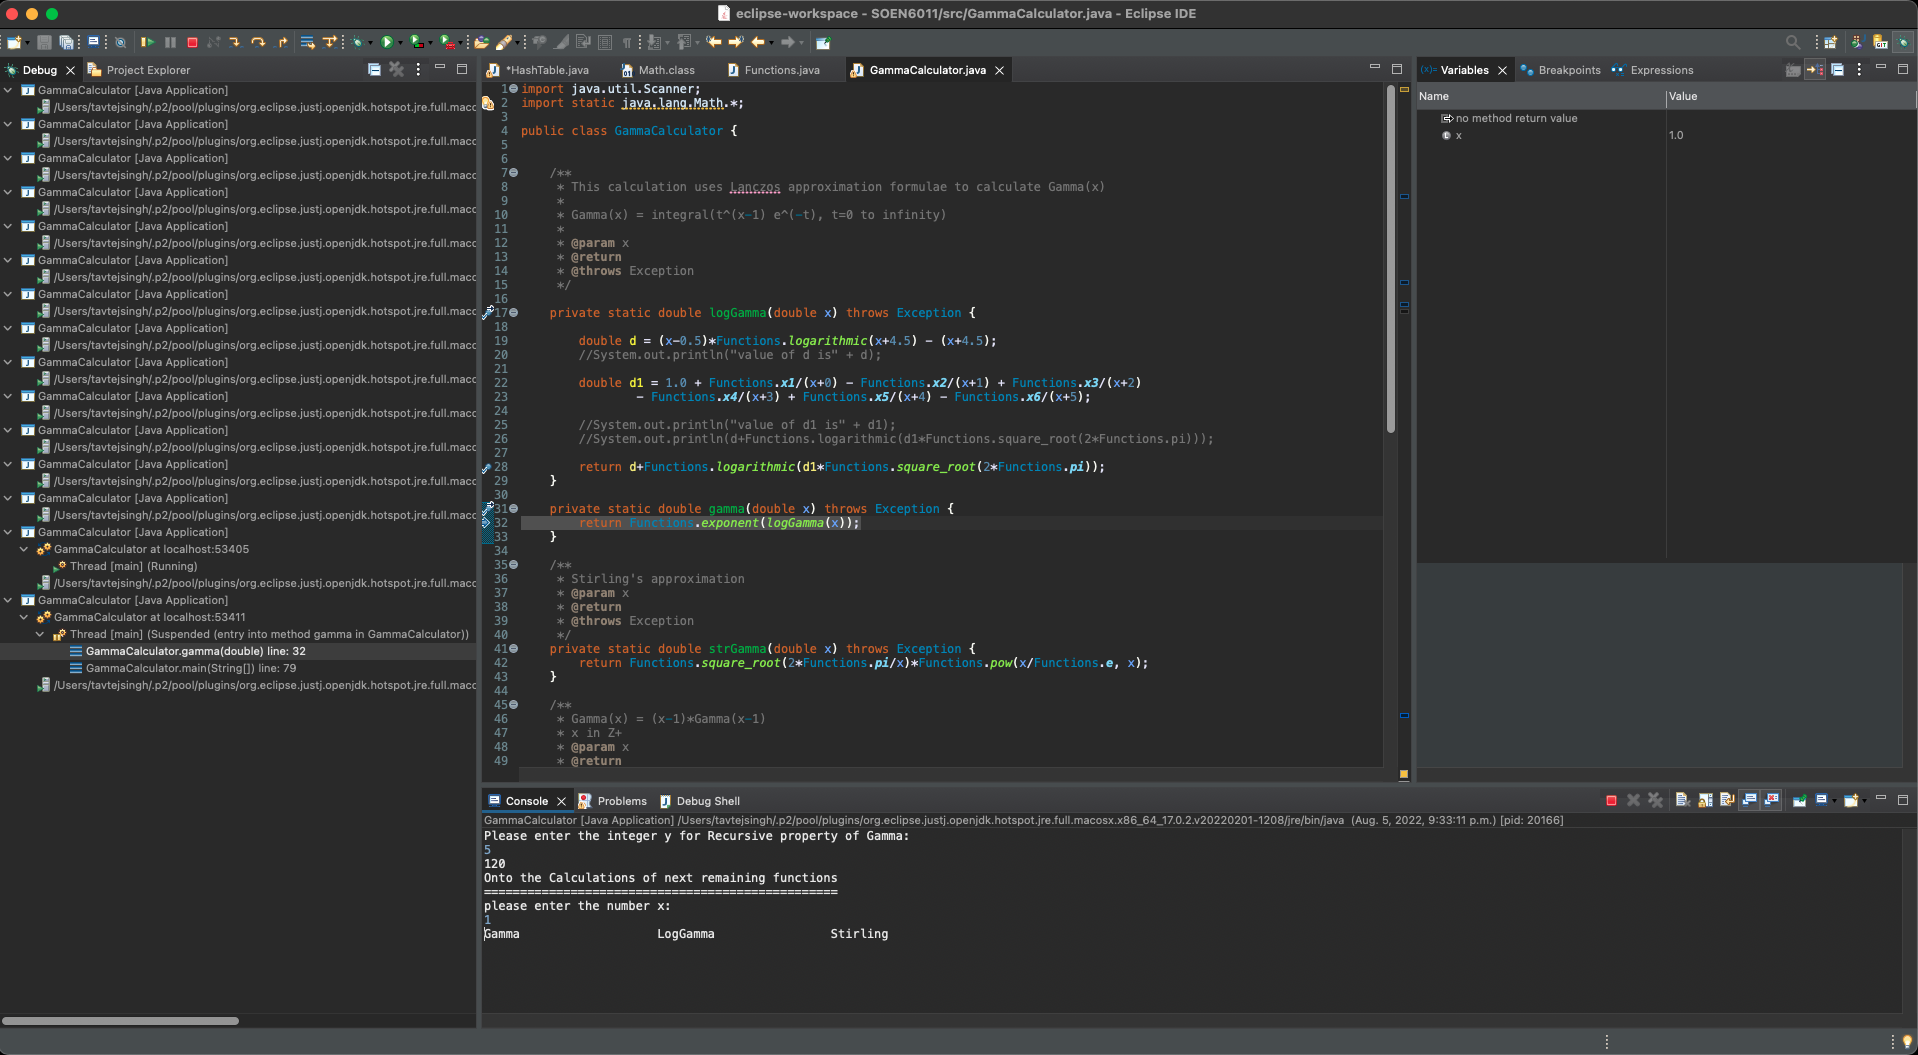 eclipse-workspace - SOEN6011/src/GammaCalculator.java - Eclipse IDE
Debug
Project Explorer
GammaCalculator [Java Application]
/Users/tavtejsingh/.p2/pool/plugins/org.eclipse.justj.openjdk.hotspot.jre.full.macc
GammaCalculator [Java Application]
/Users/tavtejsingh/.p2/pool/plugins/org.eclipse.justj.openjdk.hotspot.jre.full.macc
GammaCalculator [Java Application]
/Users/tavtejsingh/.p2/pool/plugins/org.eclipse.justj.openjdk.hotspot.jre.full.macc
GammaCalculator [Java Application]
/Users/tavtejsingh/.p2/pool/plugins/org.eclipse.justj.openjdk.hotspot.jre.full.macc
GammaCalculator [Java Application]
/Users/tavtejsingh/.p2/pool/plugins/org.eclipse.justj.openjdk.hotspot.jre.full.macc
GammaCalculator [Java Application]
/Users/tavtejsingh/.p2/pool/plugins/org.eclipse.justj.openjdk.hotspot.jre.full.macc
GammaCalculator [Java Application]
/Users/tavtejsingh/.p2/pool/plugins/org.eclipse.justj.openjdk.hotspot.jre.full.macc
GammaCalculator [Java Application]
/Users/tavtejsingh/.p2/pool/plugins/org.eclipse.justj.openjdk.hotspot.jre.full.macc
GammaCalculator [Java Application]
/Users/tavtejsingh/.p2/pool/plugins/org.eclipse.justj.openjdk.hotspot.jre.full.macc
GammaCalculator [Java Application]
/Users/tavtejsingh/.p2/pool/plugins/org.eclipse.justj.openjdk.hotspot.jre.full.macc
GammaCalculator [Java Application]
/Users/tavtejsingh/.p2/pool/plugins/org.eclipse.justj.openjdk.hotspot.jre.full.macc
GammaCalculator [Java Application]
/Users/tavtejsingh/.p2/pool/plugins/org.eclipse.justj.openjdk.hotspot.jre.full.macc
GammaCalculator [Java Application]
/Users/tavtejsingh/.p2/pool/plugins/org.eclipse.justj.openjdk.hotspot.jre.full.macc
GammaCalculator [Java Application]
GammaCalculator at localhost:53405
Thread [main] (Running)
/Users/tavtejsingh/.p2/pool/plugins/org.eclipse.justj.openjdk.hotspot.jre.full.macc
GammaCalculator [Java Application]
GammaCalculator at localhost:53411
Thread [main] (Suspended (entry into method gamma in GammaCalculator))
GammaCalculator.gamma(double) line: 32
GammaCalculator.main(String[]) line: 79
/Users/tavtejsingh/.p2/pool/plugins/org.eclipse.justj.openjdk.hotspot.jre.full.macc
*HashTable.java
Math.class
Functions.java
GammaCalculator.java
1 import java.util.Scanner;
2 import static java.lang.Math.*;
3
4 public class GammaCalculator {
5
6
7 /**
8 * This calculation uses Lanczos approximation formulae to calculate Gamma(x)
9 *
10 * Gamma(x) = integral(t^(x-1) e^(-t), t=0 to infinity)
11 *
12 * @param x
13 * @return
14 * @throws Exception
15 */
16
17 private static double logGamma(double x) throws Exception {
18
19 double d = (x-0.5)*Functions.logarithmic(x+4.5) - (x+4.5);
20 //System.out.println("value of d is" + d);
21
22 double d1 = 1.0 + Functions.x1/(x+0) - Functions.x2/(x+1) + Functions.x3/(x+2)
23 - Functions.x4/(x+3) + Functions.x5/(x+4) - Functions.x6/(x+5);
24
25 //System.out.println("value of d1 is" + d1);
26 //System.out.println(d+Functions.logarithmic(d1*Functions.square_root(2*Functions.pi)));
27
28 return d+Functions.logarithmic(d1*Functions.square_root(2*Functions.pi));
29 }
30
31 private static double gamma(double x) throws Exception {
32 return Functions.exponent(logGamma(x));
33 }
34
35 /**
36 * Stirling's approximation
37 * @param x
38 * @return
39 * @throws Exception
40 */
41 private static double strGamma(double x) throws Exception {
42 return Functions.square_root(2*Functions.pi/x)*Functions.pow(x/Functions.e, x);
43 }
44
45 /**
46 * Gamma(x) = (x-1)*Gamma(x-1)
47 * x in Z+
48 * @param x
49 * @return
Variables
Breakpoints
Expressions
Name Value
no method return value
x 1.0
Console
Problems
Debug Shell
GammaCalculator [Java Application] /Users/tavtejsingh/.p2/pool/plugins/org.eclipse.justj.openjdk.hotspot.jre.full.macosx.x86_64_17.0.2.v20220201-1208/jre/bin/java (Aug. 5, 2022, 9:33:11 p.m.) [pid: 20166]
Please enter the integer y for Recursive property of Gamma:
5
120
Onto the Calculations of next remaining functions
=================================================
please enter the number x:
1
Gamma LogGamma Stirling